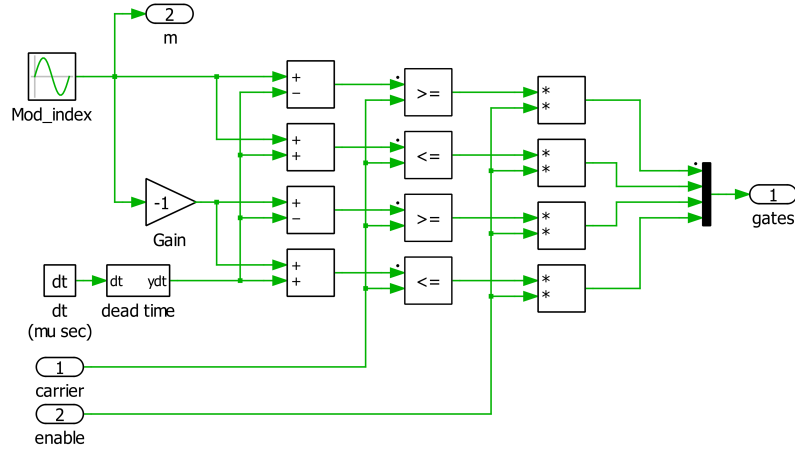 2
m
Mod_index
+
−
>=
*
*
+
+
<=
*
*
-1
Gain
+
−
>=
*
*
1
gates
+
+
<=
*
*
dt
dt
ydt
dt
(mu sec)
dead time
1
carrier
2
enable